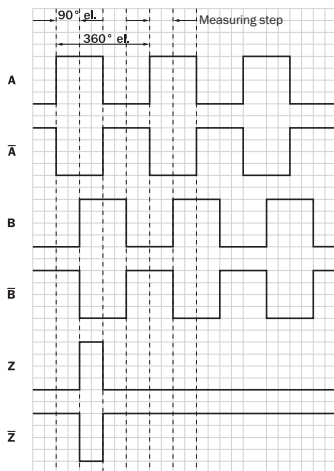 90° el.
Measuring step
360° el.
A
A̅
B
B̅
Z
Z̅